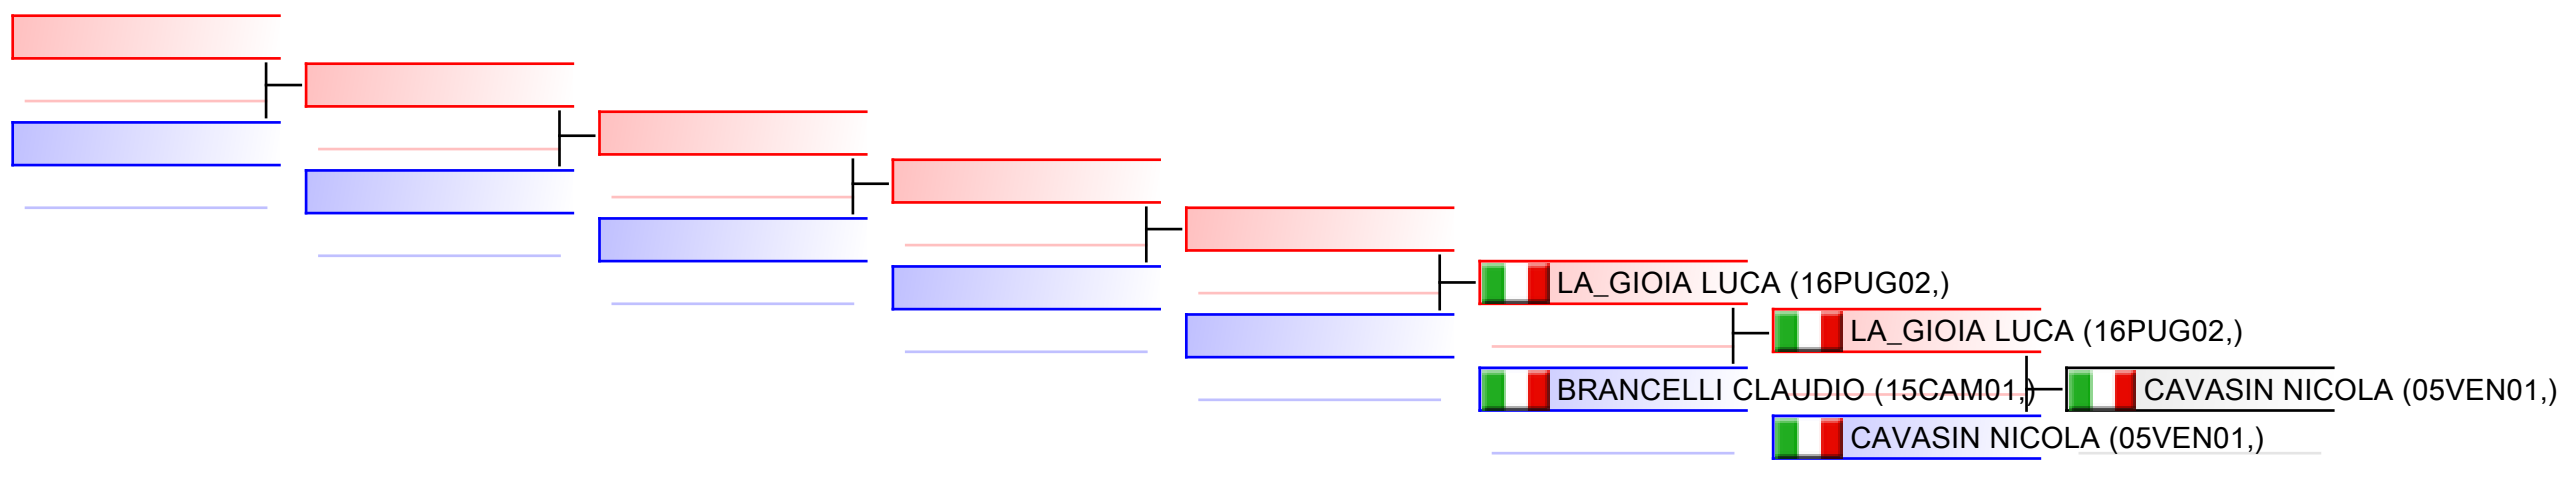 LA_GIOIA LUCA (16PUG02,)
LA_GIOIA LUCA (16PUG02,)
BRANCELLI CLAUDIO (15CAM01,)
CAVASIN NICOLA (05VEN01,)
CAVASIN NICOLA (05VEN01,)